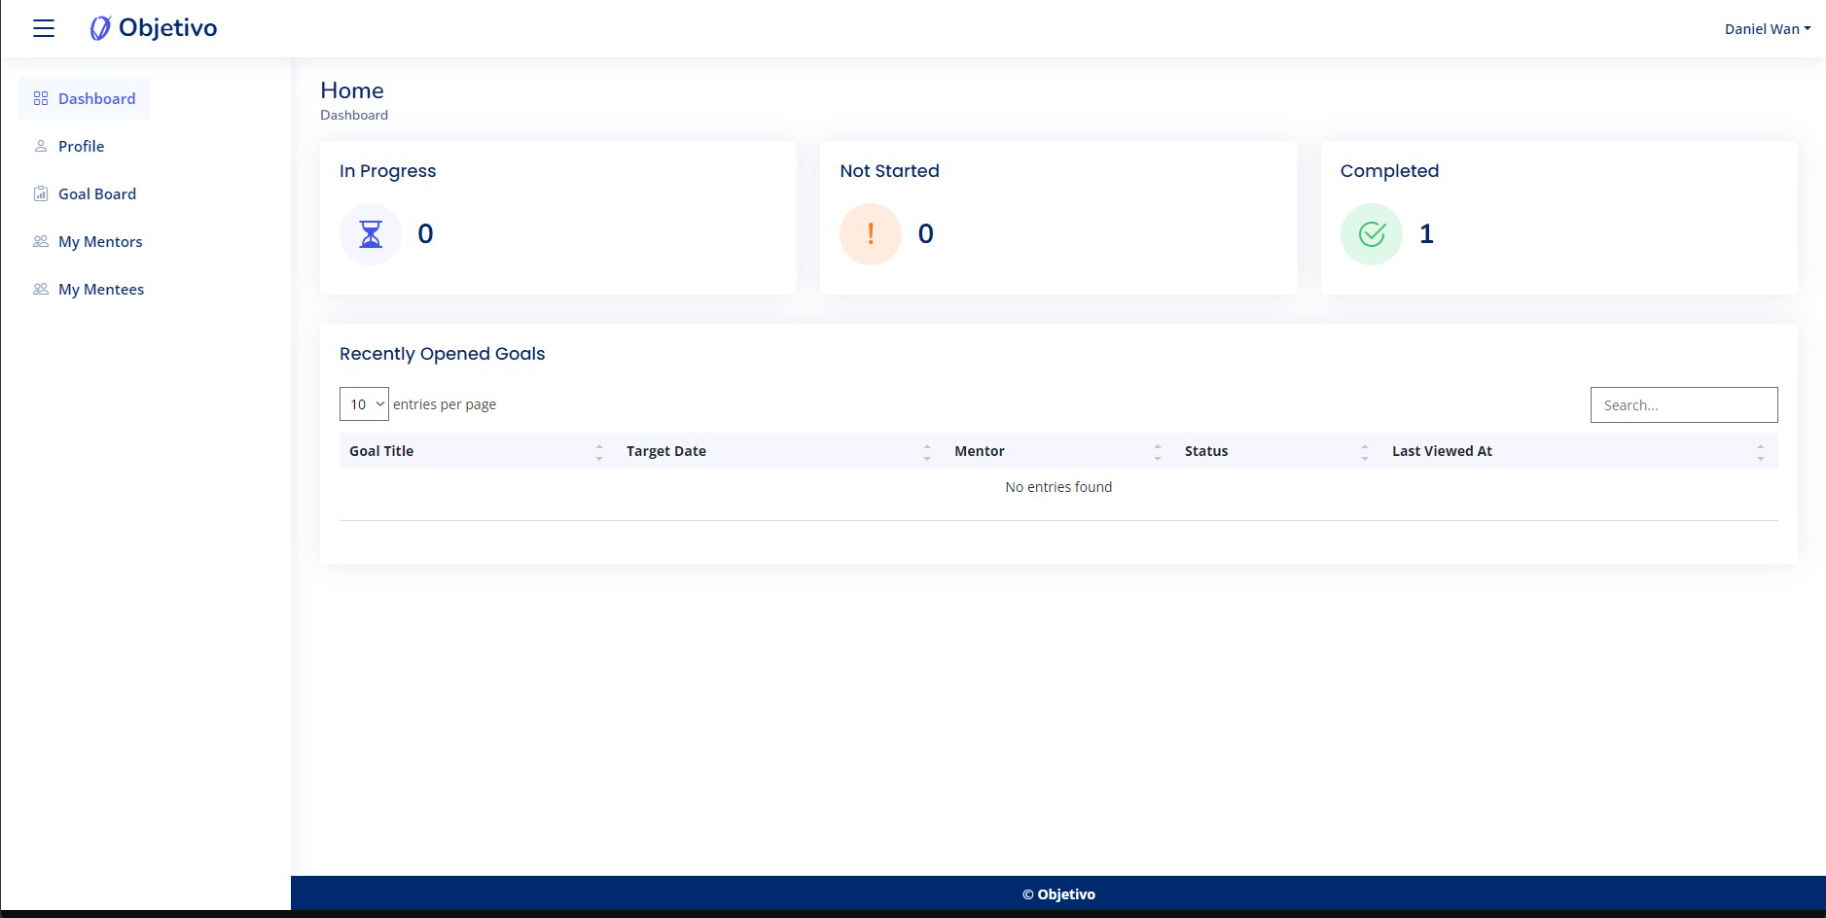 Objetivo
Daniel Wan
Dashboard
Profile
Goal Board
My Mentors
My Mentees
Home
Dashboard
In Progress
0
Not Started
! 0
Completed
1
Recently Opened Goals
10 entries per page
Search...
Goal Title Target Date Mentor Status Last Viewed At
No entries found
© Objetivo